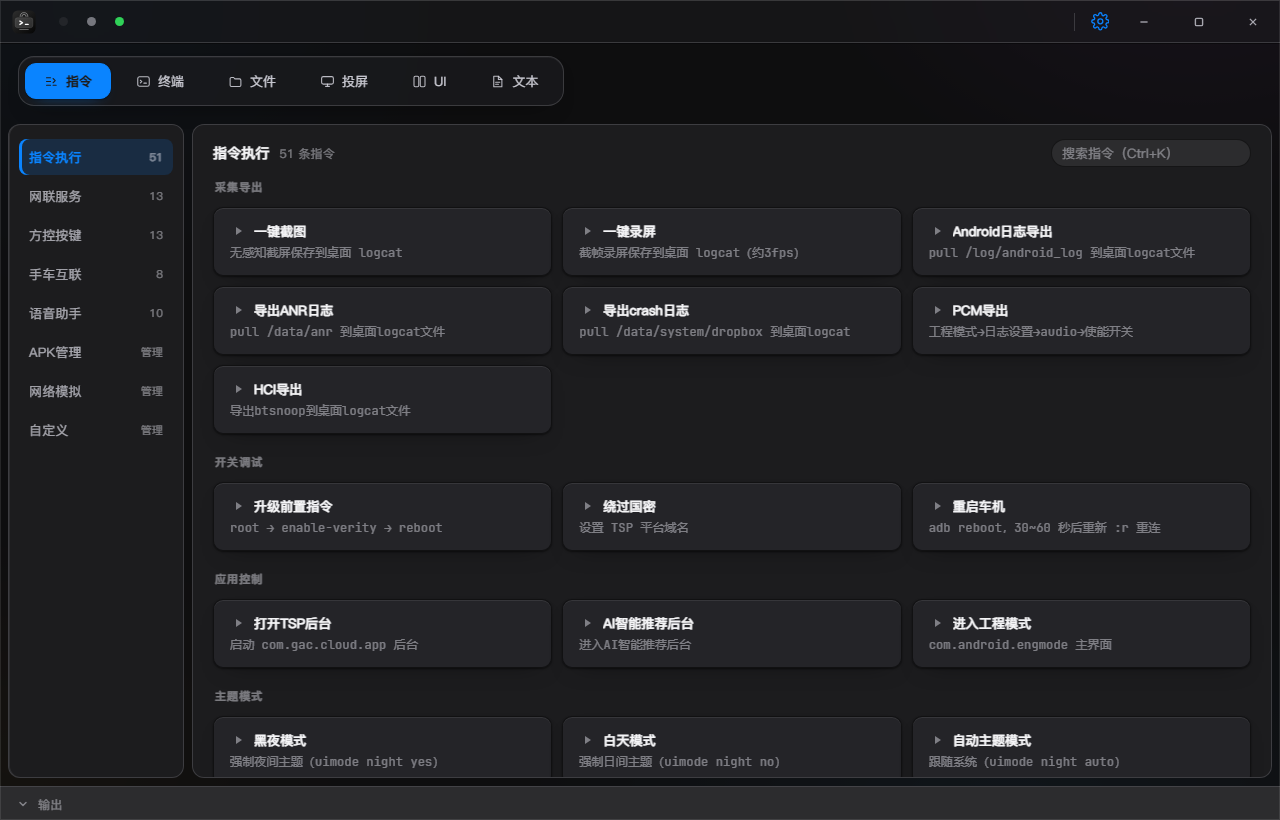 指令
终端
文件
投屏
UI
文本
指令执行 51
网联服务 13
方控按键 13
手车互联 8
语音助手 10
APK管理 管理
网络模拟 管理
自定义 管理
指令执行 51 条指令
搜索指令（Ctrl+K）
采集导出
一键截图
无感知截屏保存到桌面 logcat
一键录屏
截帧录屏保存到桌面 logcat（约3fps）
Android日志导出
pull /log/android_log 到桌面logcat文件
导出ANR日志
pull /data/anr 到桌面logcat文件
导出crash日志
pull /data/system/dropbox 到桌面logcat
PCM导出
工程模式→日志设置→audio→使能开关
HCI导出
导出btsnoop到桌面logcat文件
开关调试
升级前置指令
root → enable-verity → reboot
绕过国密
设置 TSP 平台域名
重启车机
adb reboot，30~60 秒后重新 :r 重连
应用控制
打开TSP后台
启动 com.gac.cloud.app 后台
AI智能推荐后台
进入AI智能推荐后台
进入工程模式
com.android.engmode 主界面
主题模式
黑夜模式
强制夜间主题（uimode night yes）
白天模式
强制日间主题（uimode night no）
自动主题模式
跟随系统（uimode night auto）
输出